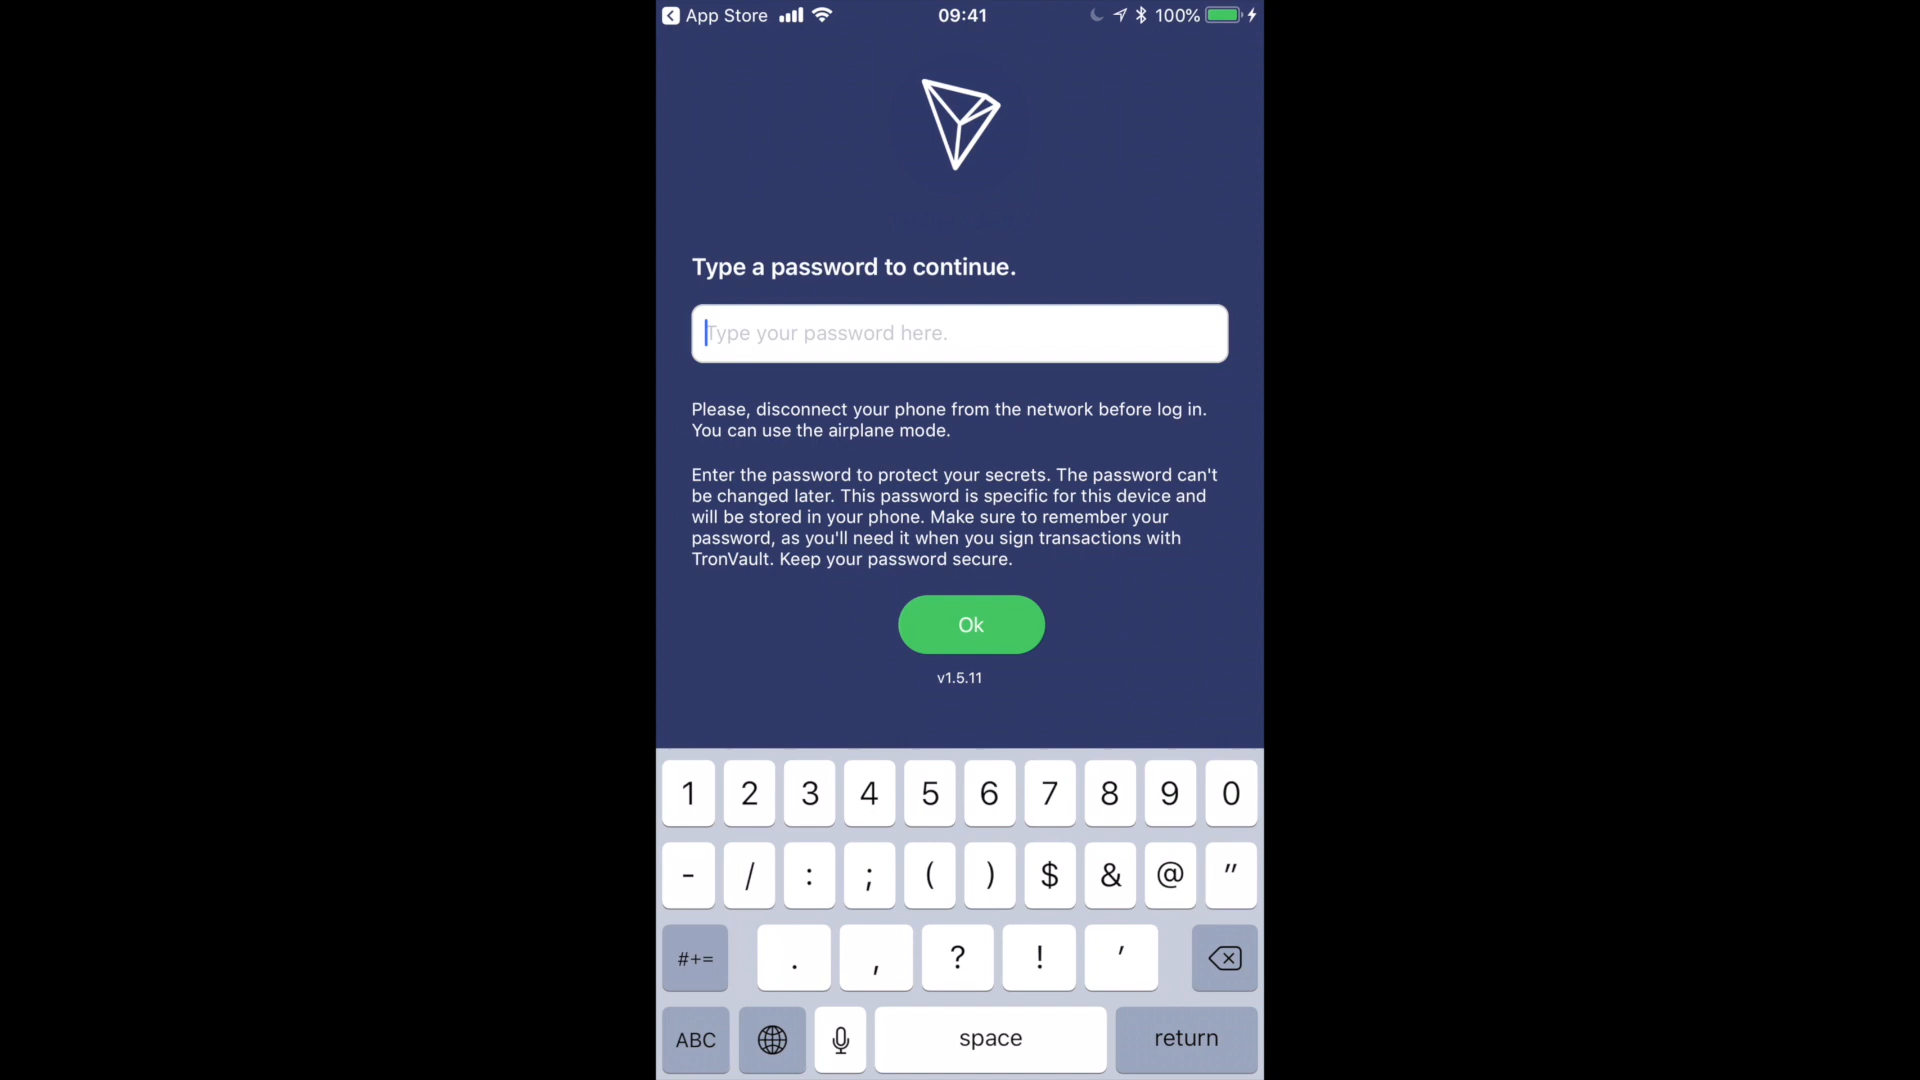 App Store 09:41 100%
Type a password to continue.
Type your password here.
Please, disconnect your phone from the network before log in.
You can use the airplane mode.
Enter the password to protect your secrets. The password can't
be changed later. This password is specific for this device and
will be stored in your phone. Make sure to remember your
password, as you'll need it when you sign transactions with
TronVault. Keep your password secure.
Ok
v1.5.11
1 2 3 4 5 6 7 8 9 0
- / : ; ( ) $ & @ "
#+= . , ? ! '
ABC space return